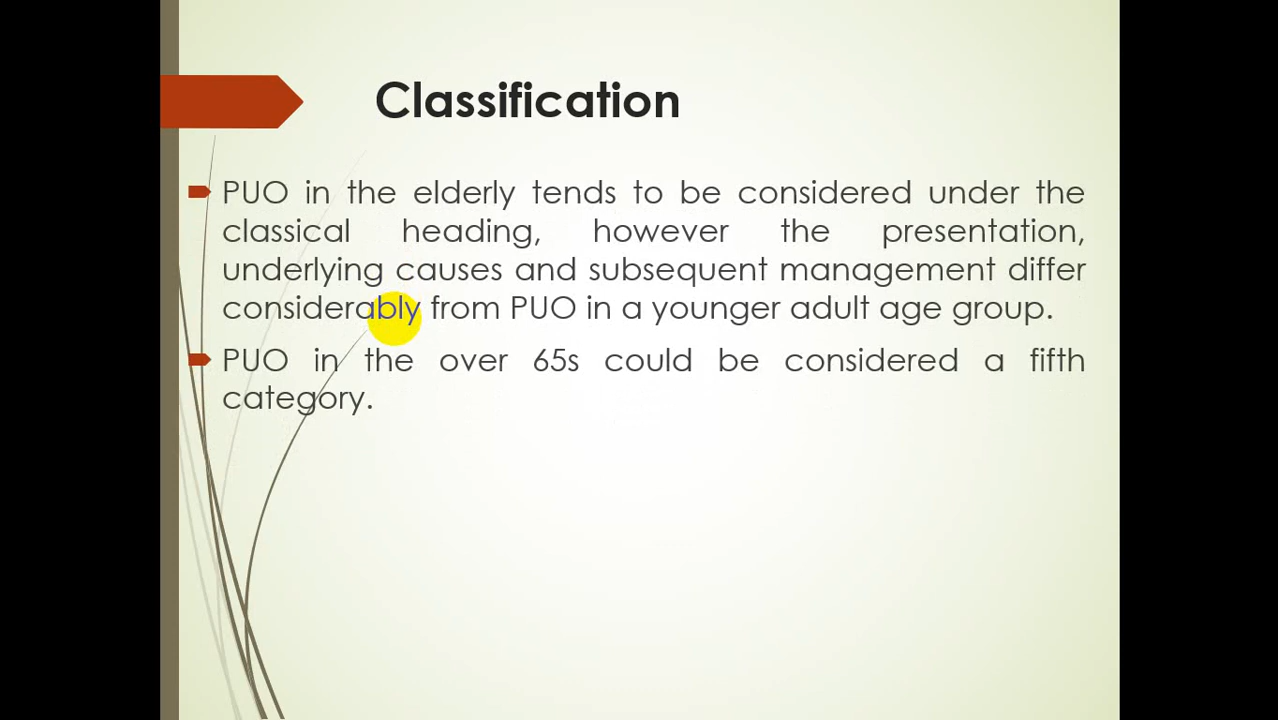 Classification
PUO in the elderly tends to be considered under the
classical heading, however the presentation,
underlying causes and subsequent management differ
considerably from PUO in a younger adult age group.
PUO in the over 65s could be considered a fifth
category.